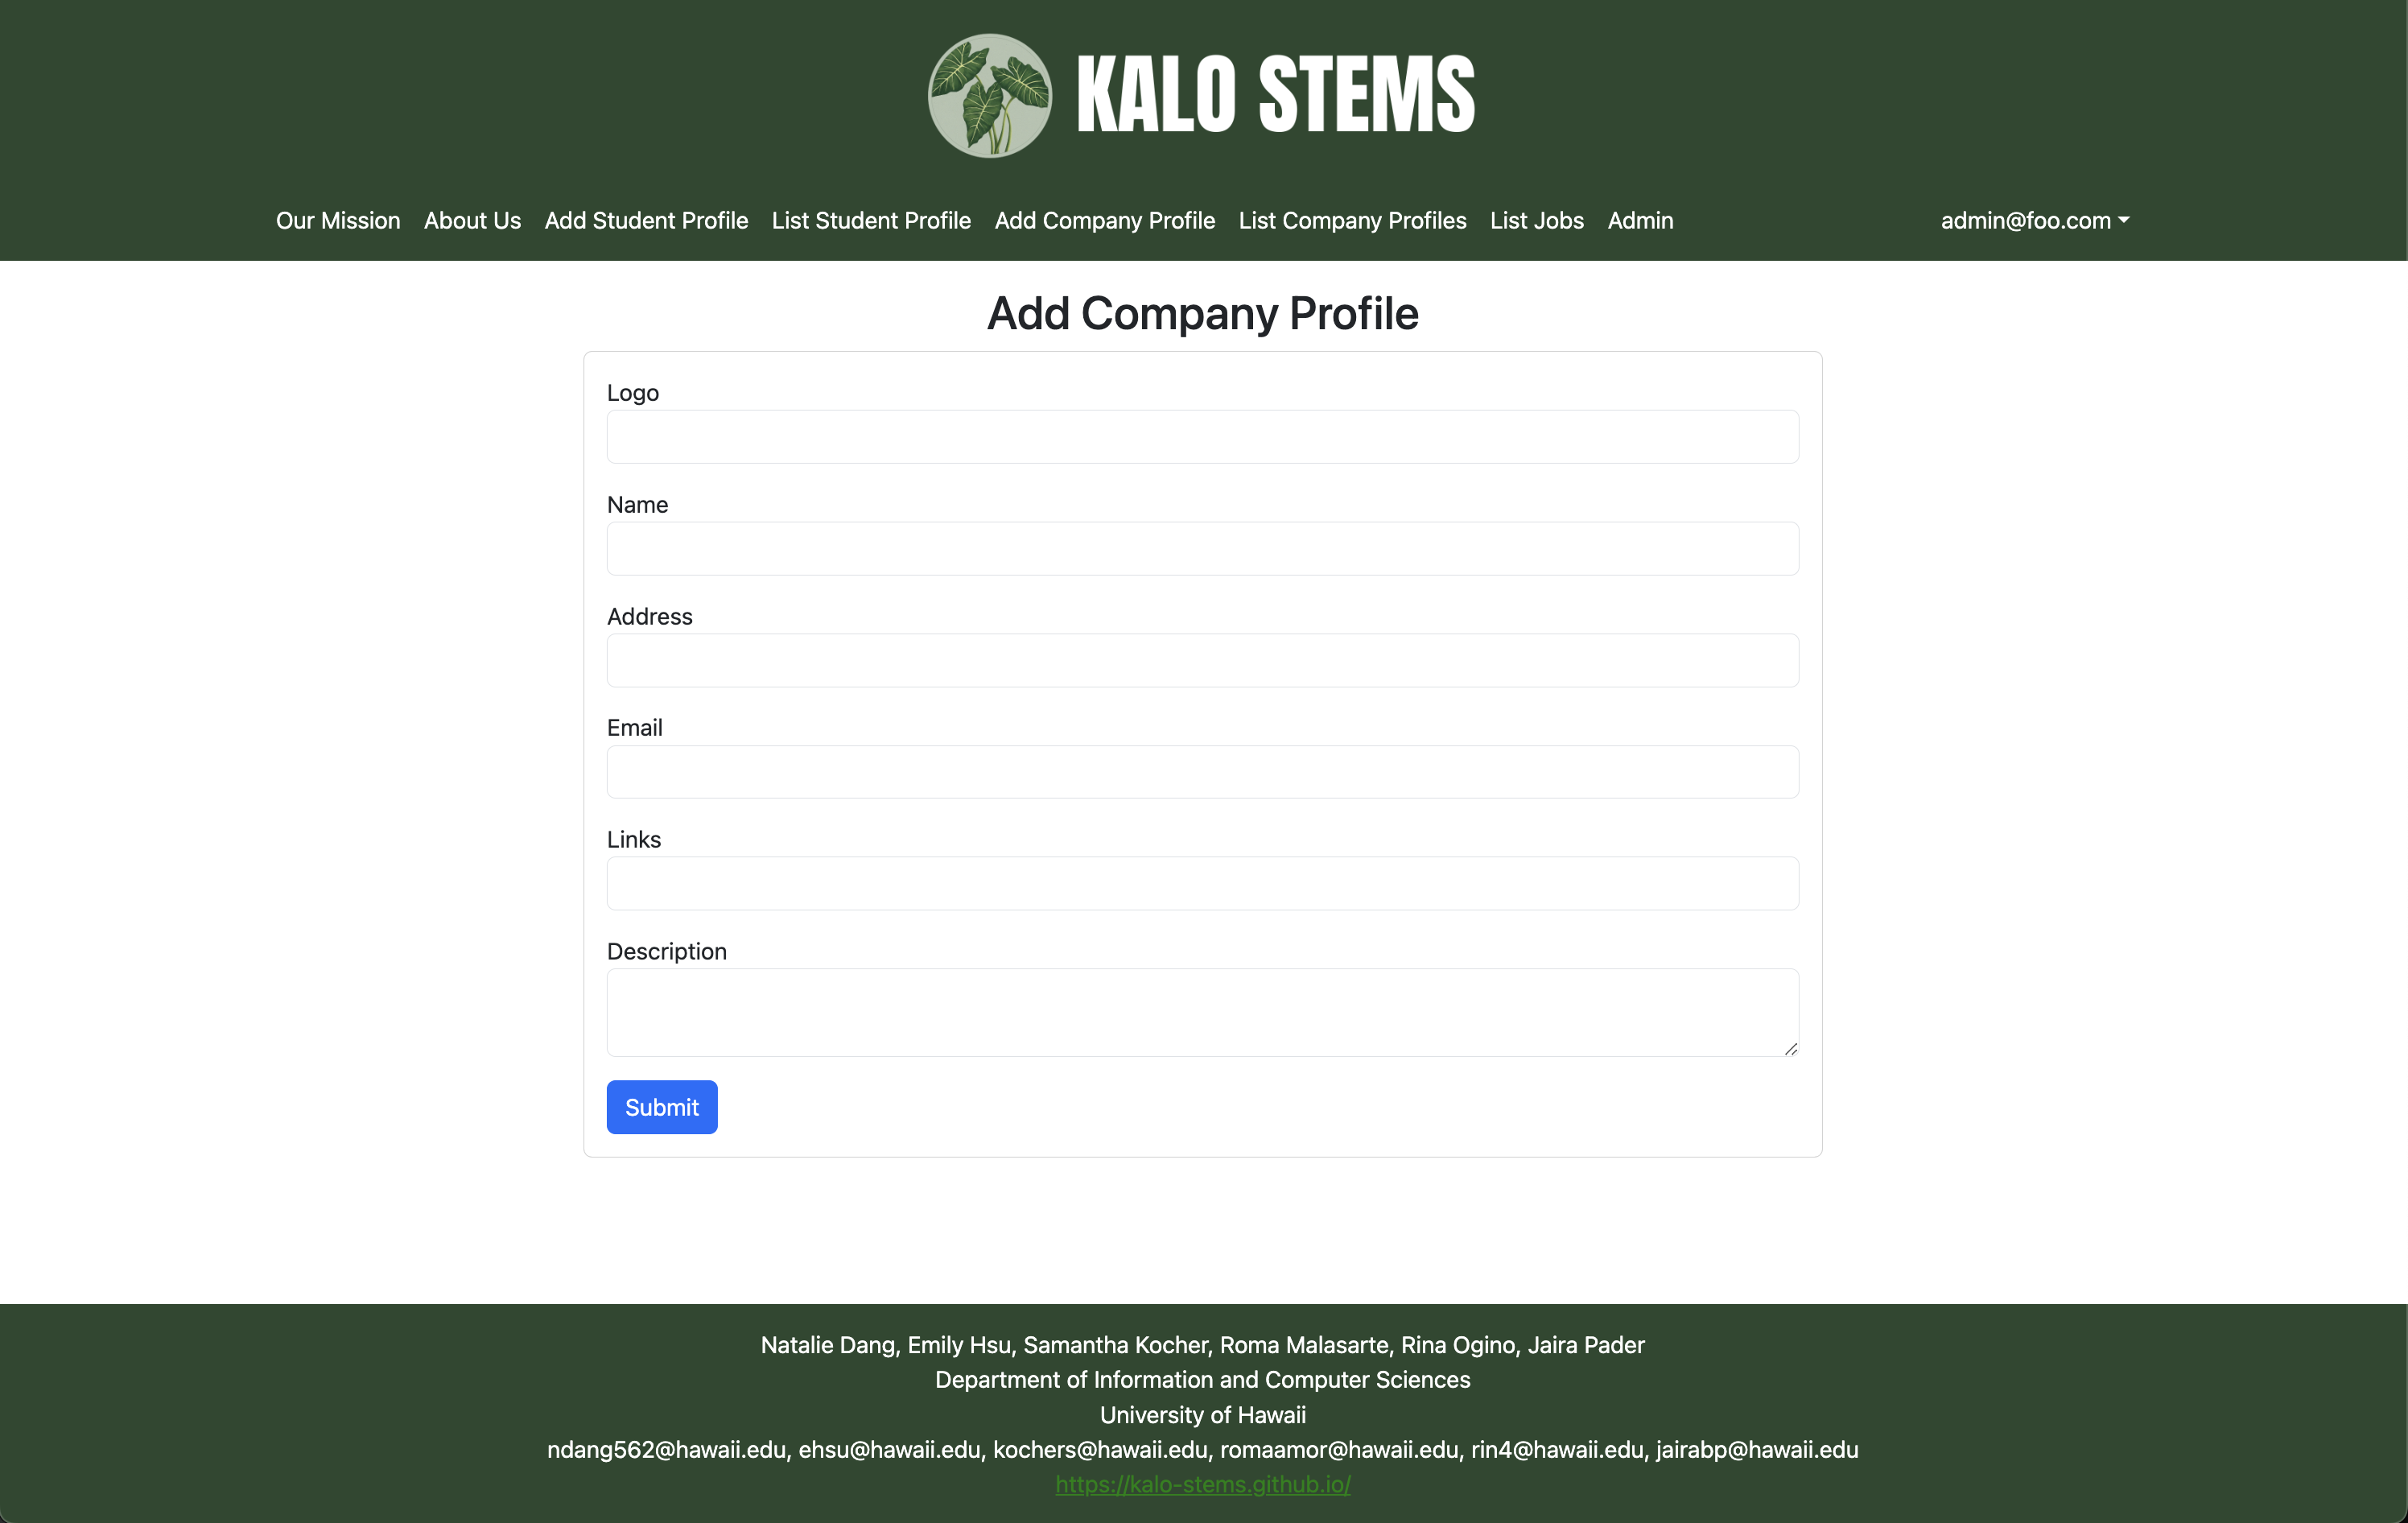 KALO STEMS
Our Mission About Us Add Student Profile List Student Profile Add Company Profile List Company Profiles List Jobs Admin admin@foo.com
Add Company Profile
Logo
Name
Address
Email
Links
Description
Submit
Natalie Dang, Emily Hsu, Samantha Kocher, Roma Malasarte, Rina Ogino, Jaira Pader
Department of Information and Computer Sciences
University of Hawaii
ndang562@hawaii.edu, ehsu@hawaii.edu, kochers@hawaii.edu, romaamor@hawaii.edu, rin4@hawaii.edu, jairabp@hawaii.edu
https://kalo-stems.github.io/